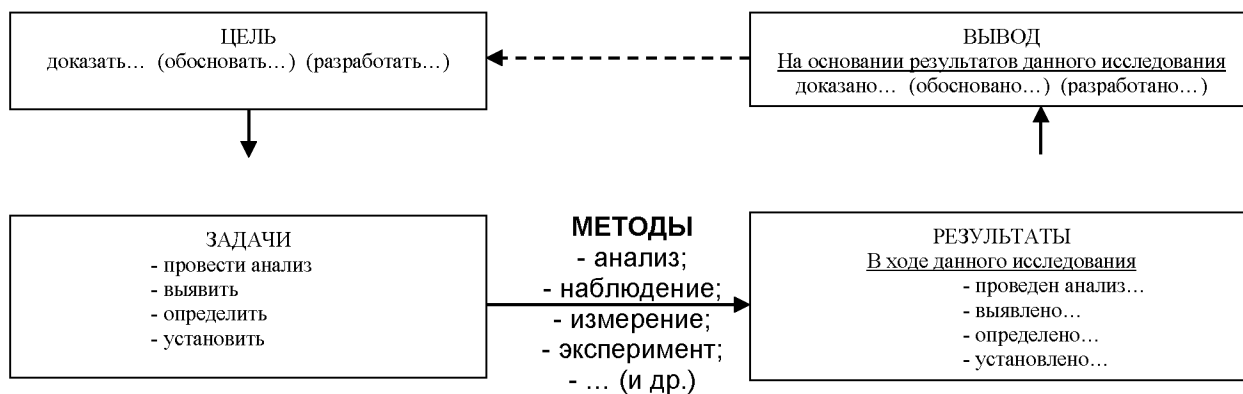 ЦЕЛЬ
доказать… (обосновать…) (разработать…)
ВЫВОД
На основании результатов данного исследования
доказано… (обосновано…) (разработано…)
ЗАДАЧИ
- провести анализ
- выявить
- определить
- установить
МЕТОДЫ
- анализ;
- наблюдение;
- измерение;
- эксперимент;
- … (и др.)
РЕЗУЛЬТАТЫ
В ходе данного исследования
- проведен анализ…
- выявлено…
- определено…
- установлено…